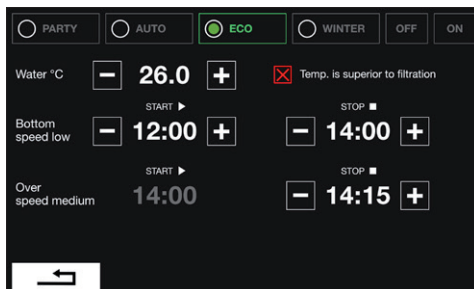 PARTY AUTO ECO WINTER OFF ON
Water °C − 26.0 + Temp. is superior to filtration
START ▶ STOP ■
Bottom
speed low − 12:00 + − 14:00 +
START ▶ STOP ■
Over
speed medium 14:00 − 14:15 +